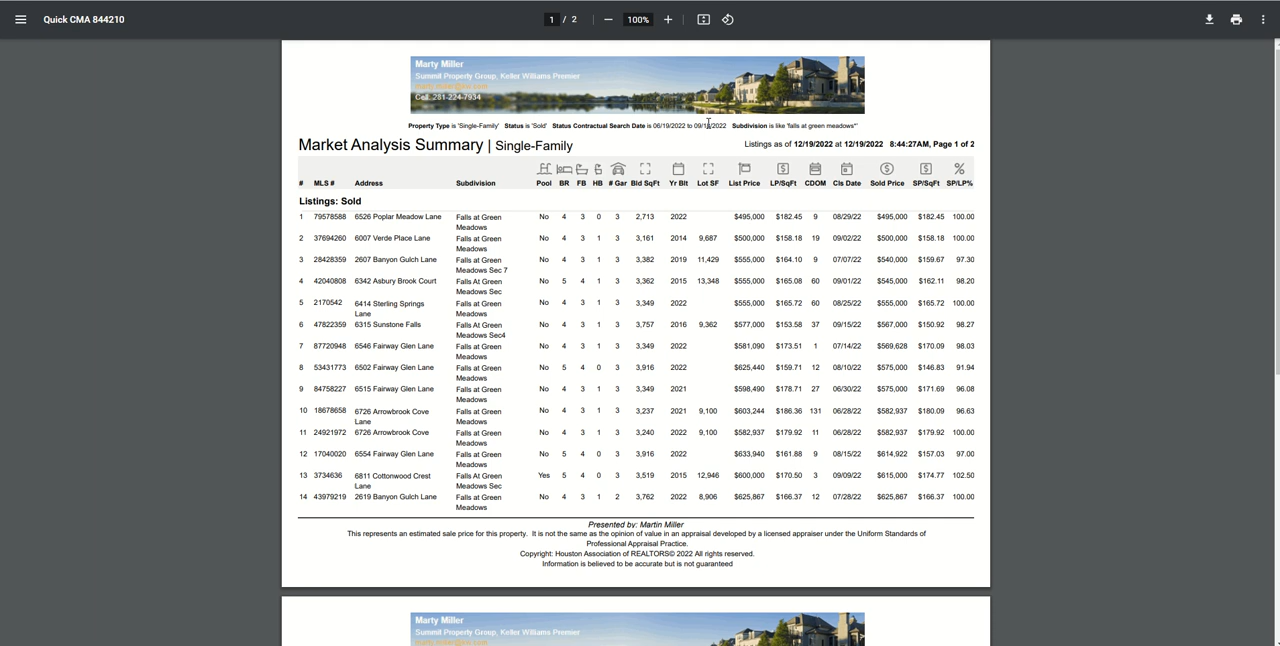 Quick CMA 844210 1 / 2 100%
Marty Miller
Summit Property Group, Keller Williams Premier
Cell: 281-224-7934
Property Type is 'Single-Family' Status is 'Sold' Status Contractual Search Date is 06/19/2022 to /2022 Subdivision is like 'falls at green meadows*'
Market Analysis Summary | Single-Family Listings as of 12/19/2022 at 12/19/2022 8:44:27AM, Page 1 of 2
# MLS # Address Subdivision Pool BR FB HB # Gar Bld SqFt Yr Blt Lot SF List Price LP/SqFt CDOM Cls Date Sold Price SP/SqFt SP/LP%
Listings: Sold
1 79578588 6526 Poplar Meadow Lane Falls at Green No 4 3 0 3 2,713 2022 $495,000 $182.45 9 08/29/22 $495,000 $182.45 100.00
Meadows
2 37694260 6007 Verde Place Lane Falls at Green No 4 3 1 3 3,161 2014 9,687 $500,000 $158.18 19 09/02/22 $500,000 $158.18 100.00
Meadows
3 28428359 2607 Banyon Gulch Lane Falls at Green No 4 3 1 3 3,382 2019 11,429 $555,000 $164.10 9 07/07/22 $540,000 $159.67 97.30
Meadows Sec 7
4 42040808 6342 Asbury Brook Court Falls At Green No 5 4 1 3 3,362 2015 13,348 $555,000 $165.08 60 09/01/22 $545,000 $162.11 98.20
Meadows Sec
5 2170542 6414 Sterling Springs Falls at Green No 4 3 1 3 3,349 2022 $555,000 $165.72 60 08/25/22 $555,000 $165.72 100.00
Lane Meadows
6 47822359 6315 Sunstone Falls Falls At Green No 4 3 1 3 3,757 2016 9,362 $577,000 $153.58 37 09/15/22 $567,000 $150.92 98.27
Meadows Sec4
7 87720948 6546 Fairway Glen Lane Falls at Green No 4 3 1 3 3,349 2022 $581,090 $173.51 1 07/14/22 $569,628 $170.09 98.03
Meadows
8 53431773 6502 Fairway Glen Lane Falls at Green No 5 4 0 3 3,916 2022 $625,440 $159.71 12 08/10/22 $575,000 $146.83 91.94
Meadows
9 84758227 6515 Fairway Glen Lane Falls at Green No 4 3 1 3 3,349 2021 $598,490 $178.71 27 06/30/22 $575,000 $171.69 96.08
Meadows
10 18678658 6726 Arrowbrook Cove Falls at Green No 4 3 1 3 3,237 2021 9,100 $603,244 $186.36 131 06/28/22 $582,937 $180.09 96.63
Lane Meadows
11 24921972 6726 Arrowbrook Cove Falls at Green No 4 3 1 3 3,240 2022 9,100 $582,937 $179.92 11 06/28/22 $582,937 $179.92 100.00
Meadows
12 17040020 6554 Fairway Glen Lane Falls at Green No 5 4 0 3 3,916 2022 $633,940 $161.88 9 08/15/22 $614,922 $157.03 97.00
Meadows
13 3734636 6811 Cottonwood Crest Falls At Green Yes 5 4 0 3 3,519 2015 12,946 $600,000 $170.50 3 09/09/22 $615,000 $174.77 102.50
Lane Meadows Sec
14 43979219 2619 Banyon Gulch Lane Falls at Green No 4 3 1 2 3,762 2022 8,906 $625,867 $166.37 12 07/28/22 $625,867 $166.37 100.00
Meadows
Presented by: Martin Miller
This represents an estimated sale price for this property. It is not the same as the opinion of value in an appraisal developed by a licensed appraiser under the Uniform Standards of
Professional Appraisal Practice.
Copyright: Houston Association of REALTORS© 2022 All rights reserved.
Information is believed to be accurate but is not guaranteed
Marty Miller
Summit Property Group, Keller Williams Premier